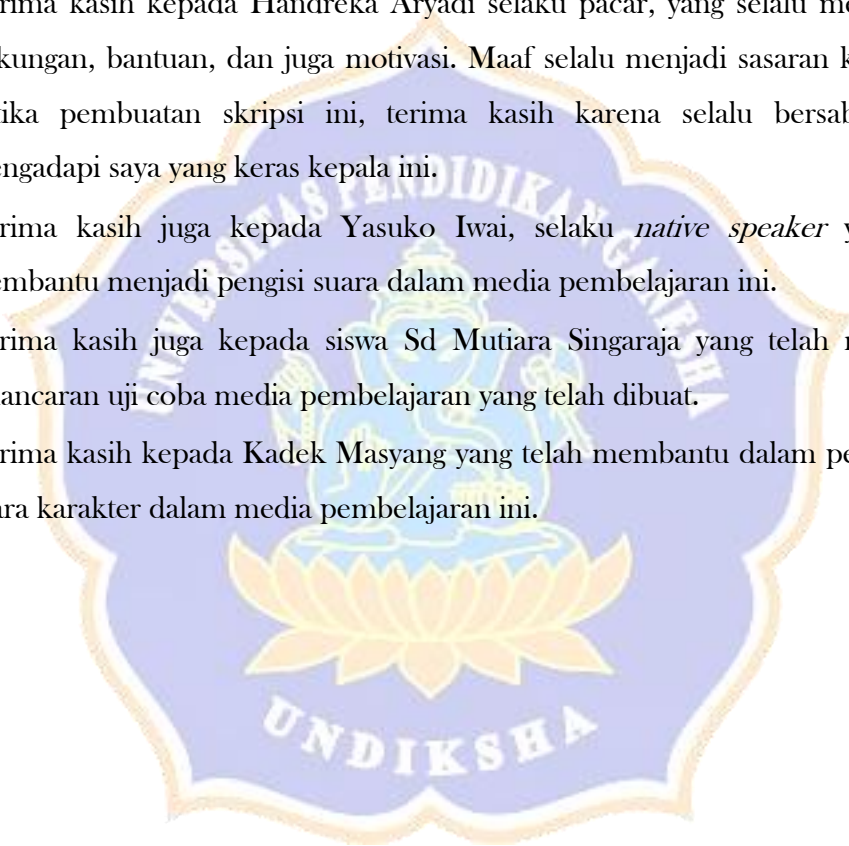 rima kasih kepada Handreka Aryadi selaku pacar, yang selalu me
kungan, bantuan, dan juga motivasi. Maaf selalu menjadi sasaran k
tika pembuatan skripsi ini, terima kasih karena selalu bersab
engadapi saya yang keras kepala ini.
rima kasih juga kepada Yasuko Iwai, selaku native speaker y
embantu menjadi pengisi suara dalam media pembelajaran ini.
rima kasih juga kepada siswa Sd Mutiara Singaraja yang telah
ancaran uji coba media pembelajaran yang telah dibuat.
rima kasih kepada Kadek Masyang yang telah membantu dalam pe
ara karakter dalam media pembelajaran ini.
UNIVERSITAS PENDIDIKAN GANESHA
UNDIKSHA